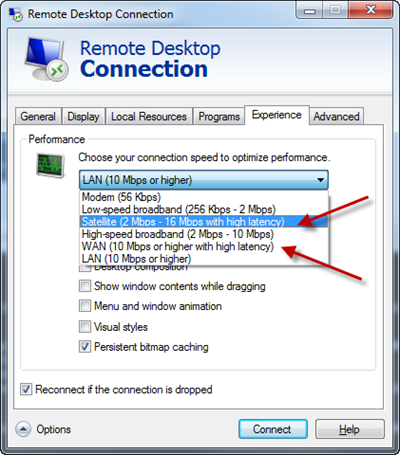 Remote Desktop Connection
Remote Desktop
Connection
General Display Local Resources Programs Experience Advanced
Performance
Choose your connection speed to optimize performance.
LAN (10 Mbps or higher)
Modem (56 Kbps)
Low-speed broadband (256 Kbps - 2 Mbps)
Satellite (2 Mbps - 16 Mbps with high latency)
High-speed broadband (2 Mbps - 10 Mbps)
WAN (10 Mbps or higher with high latency)
LAN (10 Mbps or higher)
Desktop composition
Show window contents while dragging
Menu and window animation
Visual styles
Persistent bitmap caching
Reconnect if the connection is dropped
Options Connect Help